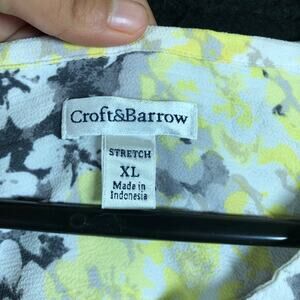 Croft&Barrow
STRETCH
XL
Made in
Indonesia